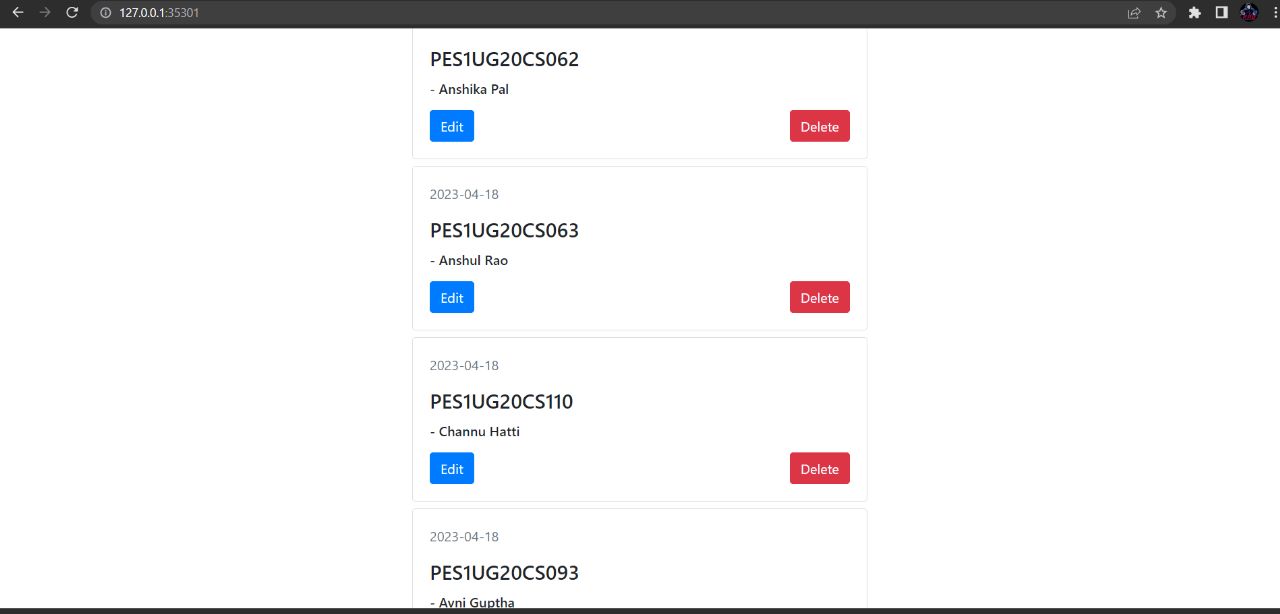 127.0.0.1:35301
PES1UG20CS062
- Anshika Pal
Edit Delete
2023-04-18
PES1UG20CS063
- Anshul Rao
Edit Delete
2023-04-18
PES1UG20CS110
- Channu Hatti
Edit Delete
2023-04-18
PES1UG20CS093
- Avni Guptha